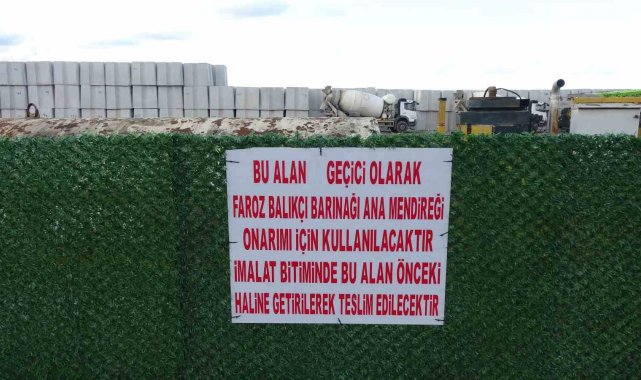 BU ALAN GEÇİCİ OLARAK
FAROZ BALIKÇI BARINAĞI ANA MENDİREĞİ
ONARIMI İÇİN KULLANILACAKTIR
İMALAT BİTİMİNDE BU ALAN ÖNCEKİ
HALİNE GETİRİLEREK TESLİM EDİLECEKTİR